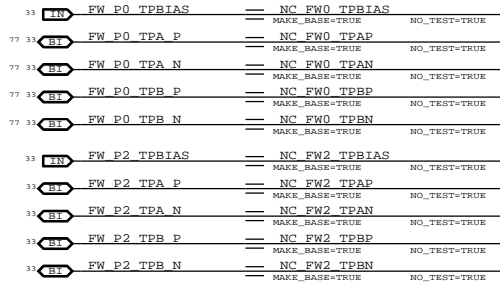 33 IN FW_P0_TPBIAS NC_FW0_TPBIAS
MAKE_BASE=TRUE NO_TEST=TRUE
77 33 BI FW_P0_TPA_P NC_FW0_TPAP
MAKE_BASE=TRUE NO_TEST=TRUE
77 33 BI FW_P0_TPA_N NC_FW0_TPAN
MAKE_BASE=TRUE NO_TEST=TRUE
77 33 BI FW_P0_TPB_P NC_FW0_TPBP
MAKE_BASE=TRUE NO_TEST=TRUE
77 33 BI FW_P0_TPB_N NC_FW0_TPBN
MAKE_BASE=TRUE NO_TEST=TRUE
33 IN FW_P2_TPBIAS NC_FW2_TPBIAS
MAKE_BASE=TRUE NO_TEST=TRUE
33 BI FW_P2_TPA_P NC_FW2_TPAP
MAKE_BASE=TRUE NO_TEST=TRUE
33 BI FW_P2_TPA_N NC_FW2_TPAN
MAKE_BASE=TRUE NO_TEST=TRUE
33 BI FW_P2_TPB_P NC_FW2_TPBP
MAKE_BASE=TRUE NO_TEST=TRUE
33 BI FW_P2_TPB_N NC_FW2_TPBN
MAKE_BASE=TRUE NO_TEST=TRUE